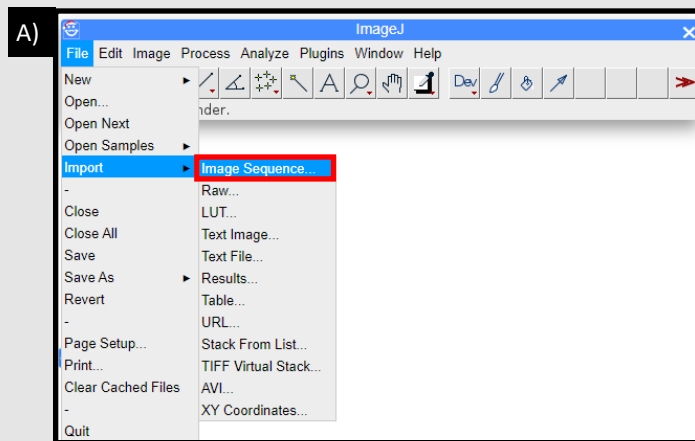 A)
ImageJ
File Edit Image Process Analyze Plugins Window Help
Dev
nder.
New
Open...
Open Next
Open Samples
Import
-
Close
Close All
Save
Save As
Revert
-
Page Setup...
Print...
Clear Cached Files
-
Quit
Image Sequence...
Raw...
LUT...
Text Image...
Text File...
Results...
Table...
URL...
Stack From List...
TIFF Virtual Stack...
AVI...
XY Coordinates...